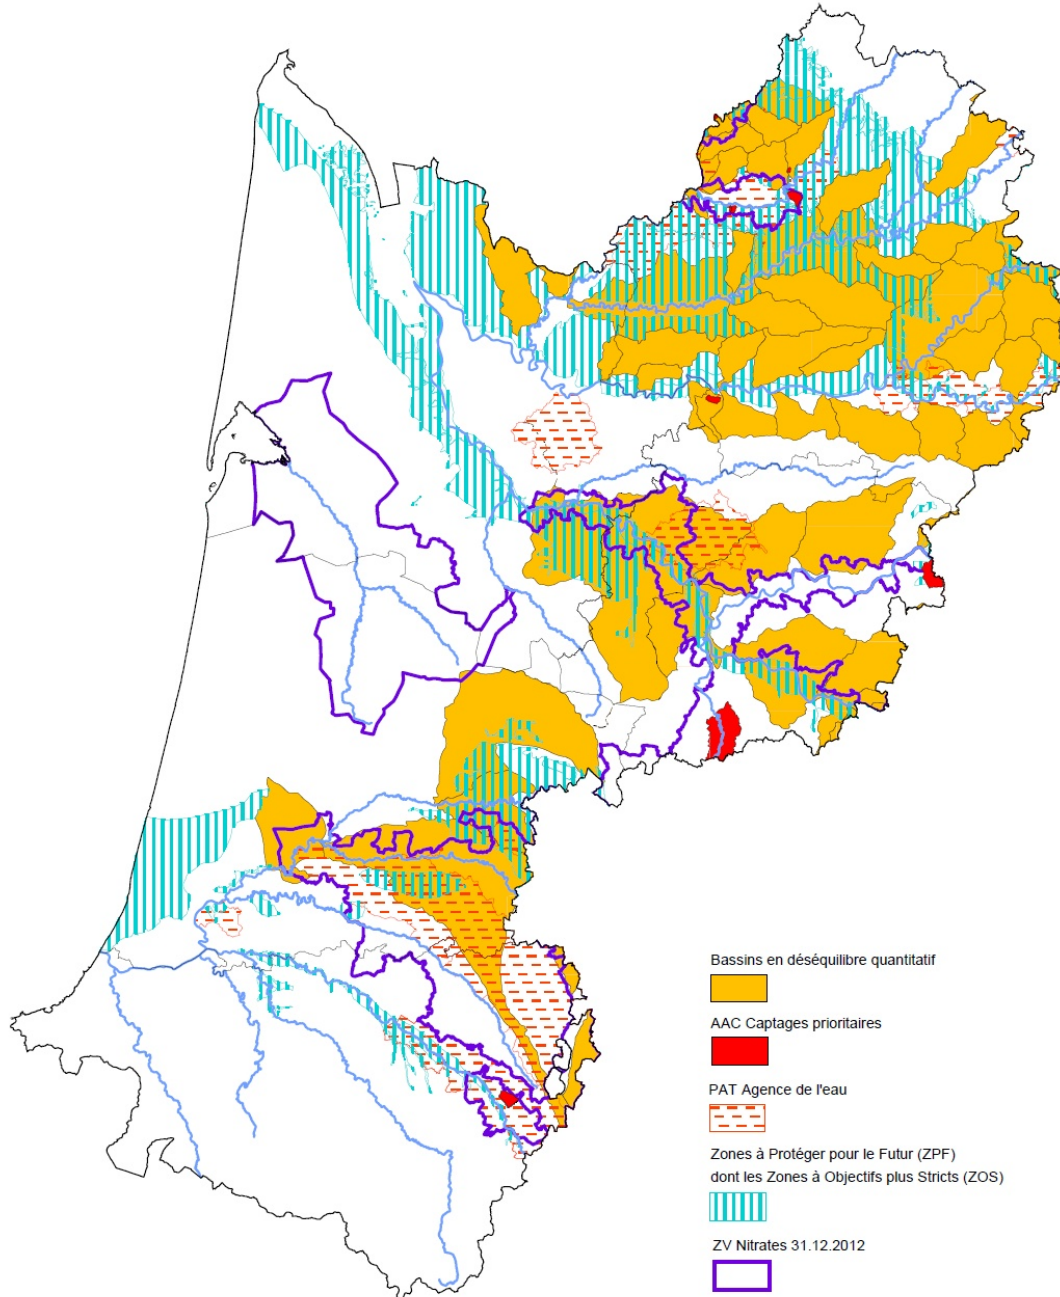 Bassins en déséquilibre quantitatif
AAC Captages prioritaires
PAT Agence de l'eau
Zones à Protéger pour le Futur (ZPF)
dont les Zones à Objectifs plus Stricts (ZOS)
ZV Nitrates 31.12.2012